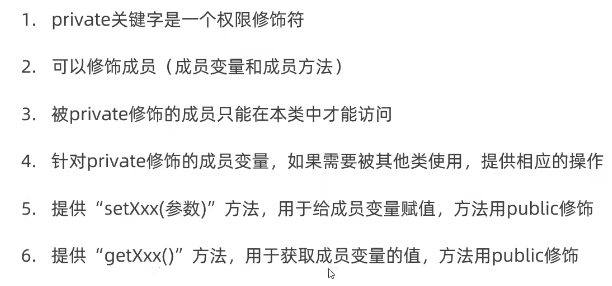 1. private关键字是一个权限修饰符
2. 可以修饰成员（成员变量和成员方法）
3. 被private修饰的成员只能在本类中才能访问
4. 针对private修饰的成员变量，如果需要被其他类使用，提供相应的操作
5. 提供“setXxx(参数)”方法，用于给成员变量赋值，方法用public修饰
6. 提供“getXxx()”方法，用于获取成员变量的值，方法用public修饰